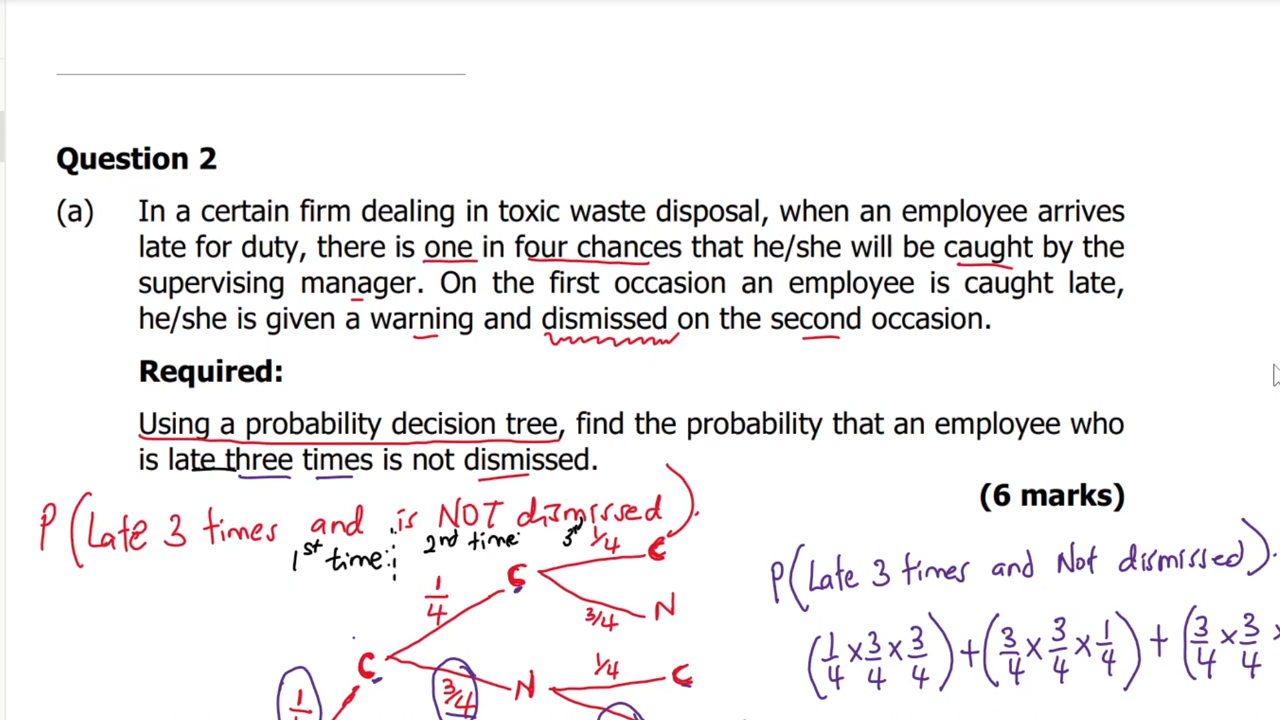 Question 2
(a) In a certain firm dealing in toxic waste disposal, when an employee arrives
late for duty, there is one in four chances that he/she will be caught by the
supervising manager. On the first occasion an employee is caught late,
he/she is given a warning and dismissed on the second occasion.
Required:
Using a probability decision tree, find the probability that an employee who
is late three times is not dismissed.
(6 marks)
P(Late 3 times and is NOT dismissed).
1st time: 2nd time: 3rd
1/4 C
1/4 C
3/4 N
C
1/4 C
3/4 N
P(Late 3 times and Not dismissed).
(1/4 × 3/4 × 3/4) + (3/4 × 3/4 × 1/4) + (3/4 × 3/4 ×